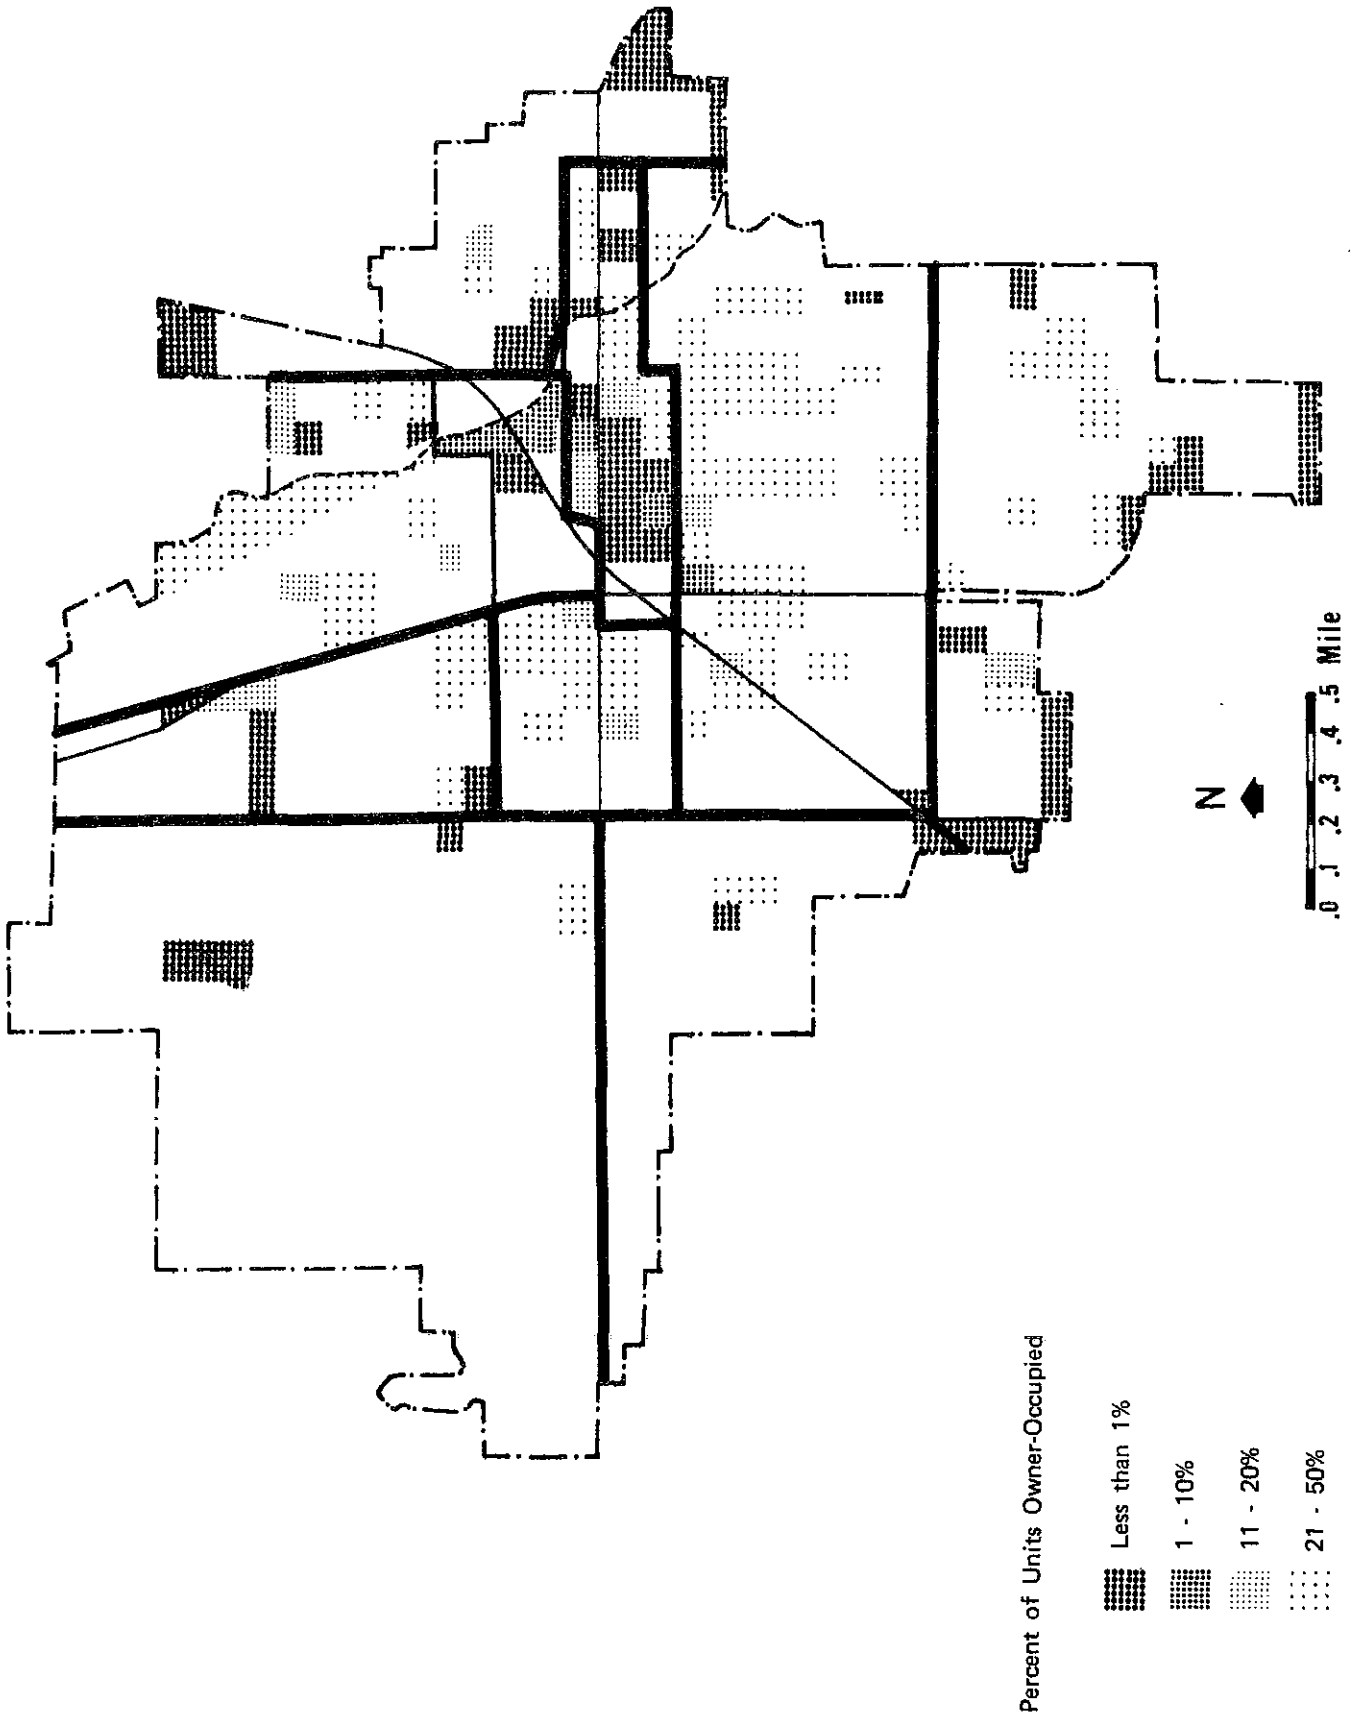 Percent of Units Owner-Occupied
Less than 1%
1 - 10%
11 - 20%
21 - 50%
N
.0 .1 .2 .3 .4 .5 Mile